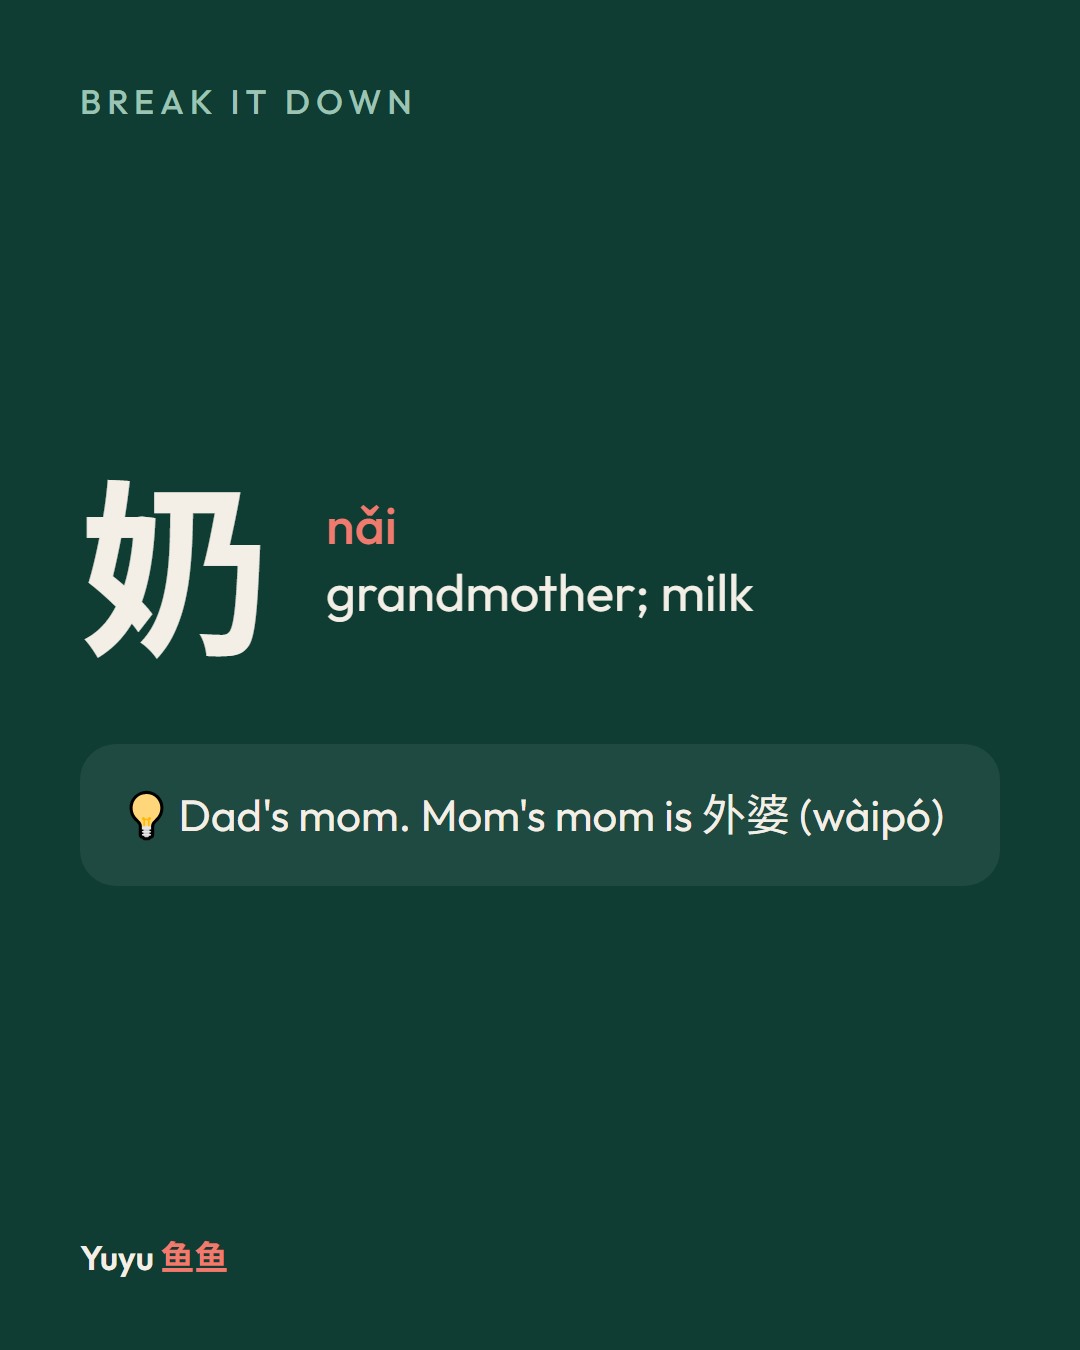 BREAK IT DOWN
奶
nǎi
grandmother; milk
💡 Dad's mom. Mom's mom is 外婆 (wàipó)
Yuyu 鱼鱼